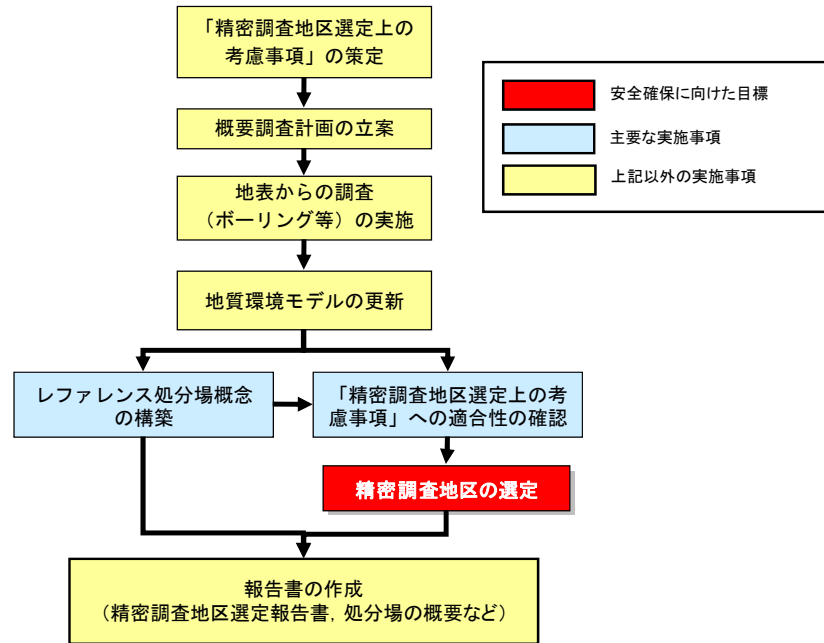 「精密調査地区選定上の
考慮事項」の策定
概要調査計画の立案
地表からの調査
（ボーリング等）の実施
地質環境モデルの更新
レファレンス処分場概念
の構築
「精密調査地区選定上の考
慮事項」への適合性の確認
精密調査地区の選定
報告書の作成
（精密調査地区選定報告書，処分場の概要など）
安全確保に向けた目標
主要な実施事項
上記以外の実施事項